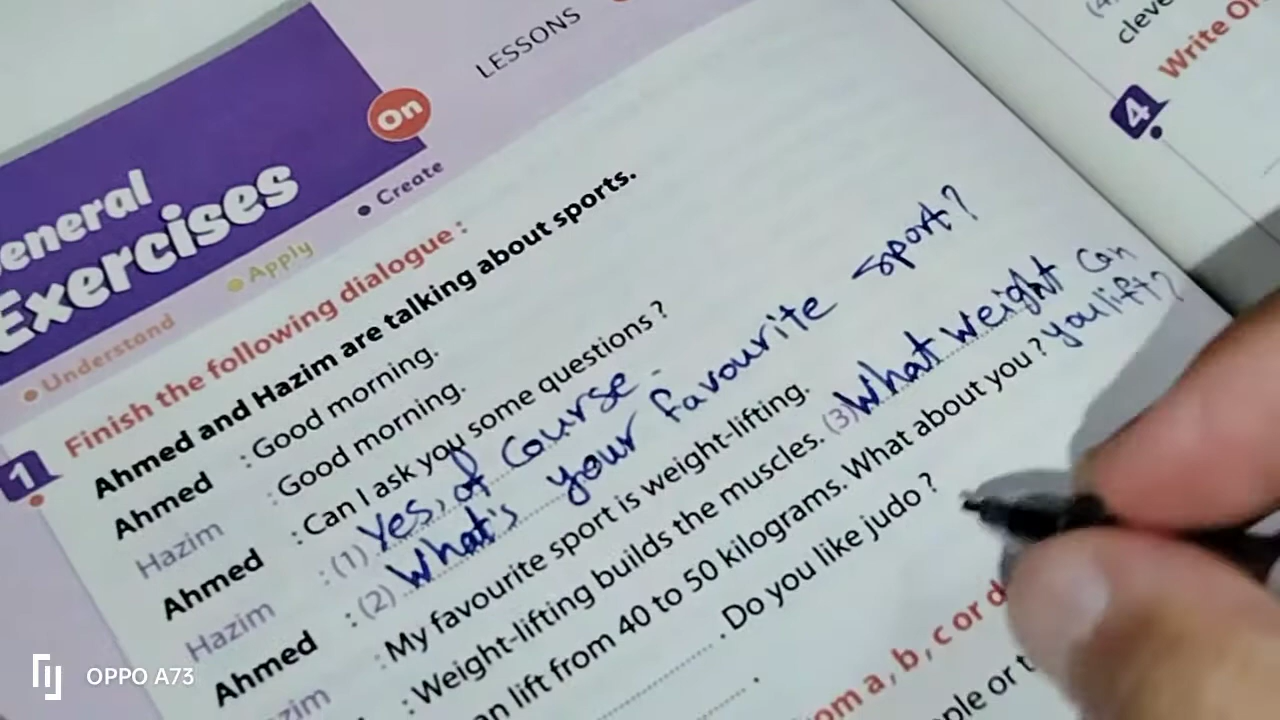 LESSONS
On
General
Exercises
Understand Apply Create
1 Finish the following dialogue :
Ahmed and Hazim are talking about sports.
Ahmed : Good morning.
Hazim : Good morning.
Ahmed : Can I ask you some questions ?
Hazim : (1) Yes, of course.
Ahmed : (2) What's your favourite sport?
: My favourite sport is weight-lifting.
: Weight-lifting builds the muscles. (3) What weight can
you lift?
lift from 40 to 50 kilograms. What about you ?
. Do you like judo ?
.
a , b , c or d
or
4
Write
OPPO A73